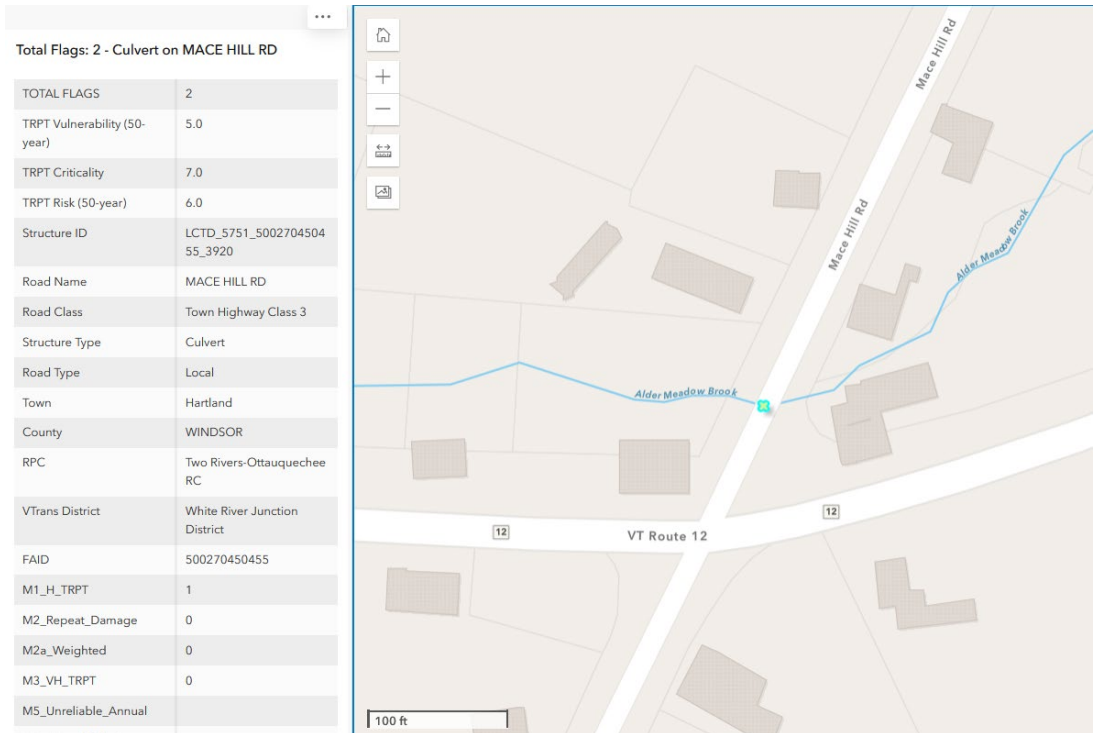 ...
Total Flags: 2 - Culvert on MACE HILL RD
TOTAL FLAGS 2
TRPT Vulnerability (50-
year) 5.0
TRPT Criticality 7.0
TRPT Risk (50-year) 6.0
Structure ID LCTD_5751_5002704504
55_3920
Road Name MACE HILL RD
Road Class Town Highway Class 3
Structure Type Culvert
Road Type Local
Town Hartland
County WINDSOR
RPC Two Rivers-Ottauquechee
RC
VTrans District White River Junction
District
FAID 500270450455
M1_H_TRPT 1
M2_Repeat_Damage 0
M2a_Weighted 0
M3_VH_TRPT 0
M5_Unreliable_Annual
Mace Hill Rd
Mace Hill Rd
Alder Meadow Brook
Alder Meadow Brook
12
VT Route 12
12
100 ft